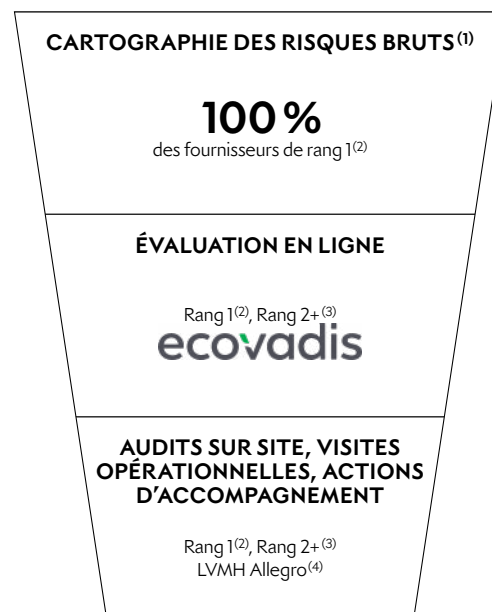 CARTOGRAPHIE DES RISQUES BRUTS(1)
100 %
des fournisseurs de rang 1(2)
ÉVALUATION EN LIGNE
Rang 1(2), Rang 2+(3)
ecovadis
AUDITS SUR SITE, VISITES
OPÉRATIONNELLES, ACTIONS
D’ACCOMPAGNEMENT
Rang 1(2), Rang 2+(3)
LVMH Allegro(4)